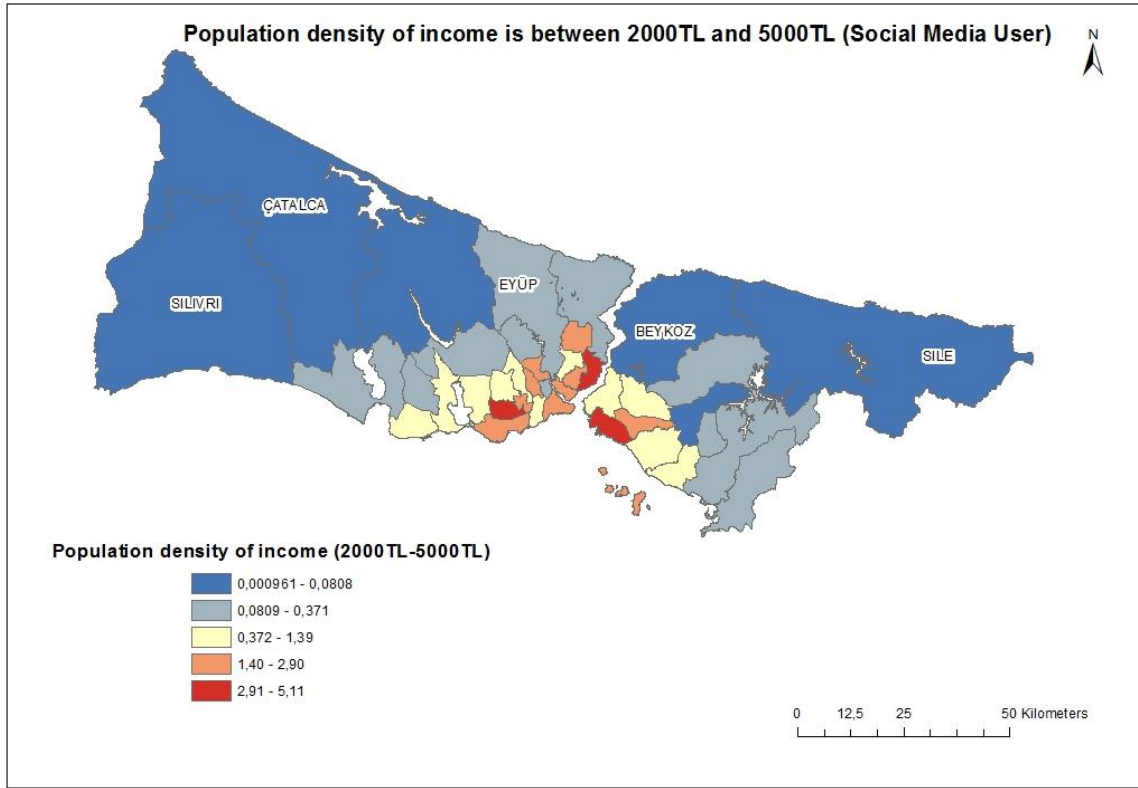 Population density of income is between 2000TL and 5000TL (Social Media User)
N
ÇATALCA
EYÜP
SILIVRI
BEYKOZ
SILE
Population density of income (2000TL-5000TL)
0,000961 - 0,0808
0,0809 - 0,371
0,372 - 1,39
1,40 - 2,90
2,91 - 5,11
0 12,5 25 50 Kilometers